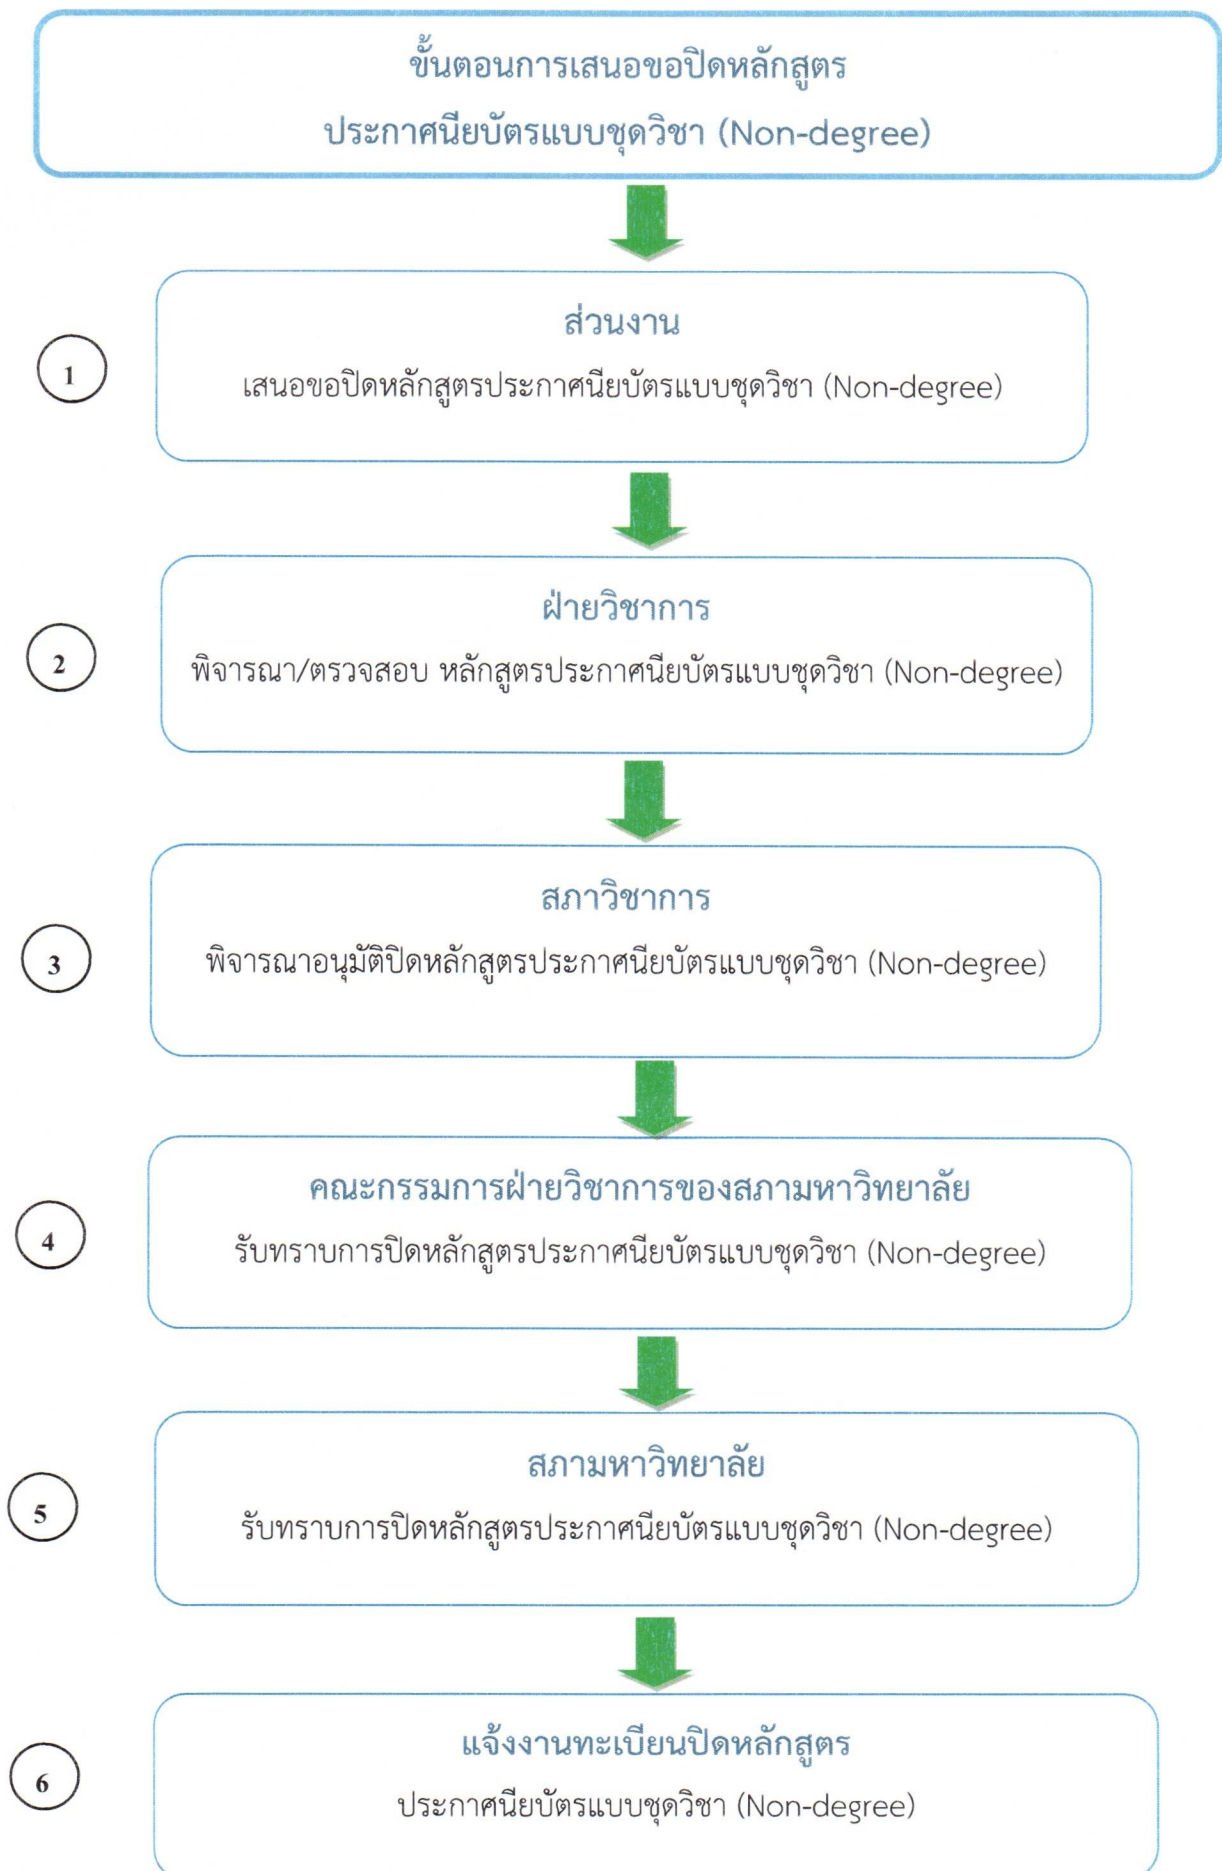 ขั้นตอนการเสนอขอปิดหลักสูตร
ประกาศนียบัตรแบบชุดวิชา (Non-degree)
ส่วนงาน
1
เสนอขอปิดหลักสูตรประกาศนียบัตรแบบชุดวิชา (Non-degree)
ฝ่ายวิชาการ
2
พิจารณา/ตรวจสอบ หลักสูตรประกาศนียบัตรแบบชุดวิชา (Non-degree)
สภาวิชาการ
3
พิจารณาอนุมัติปิดหลักสูตรประกาศนียบัตรแบบชุดวิชา (Non-degree)
คณะกรรมการฝ่ายวิชาการของสภามหาวิทยาลัย
4
รับทราบการปิดหลักสูตรประกาศนียบัตรแบบชุดวิชา (Non-degree)
สภามหาวิทยาลัย
5
รับทราบการปิดหลักสูตรประกาศนียบัตรแบบชุดวิชา (Non-degree)
แจ้งงานทะเบียนปิดหลักสูตร
6
ประกาศนียบัตรแบบชุดวิชา (Non-degree)